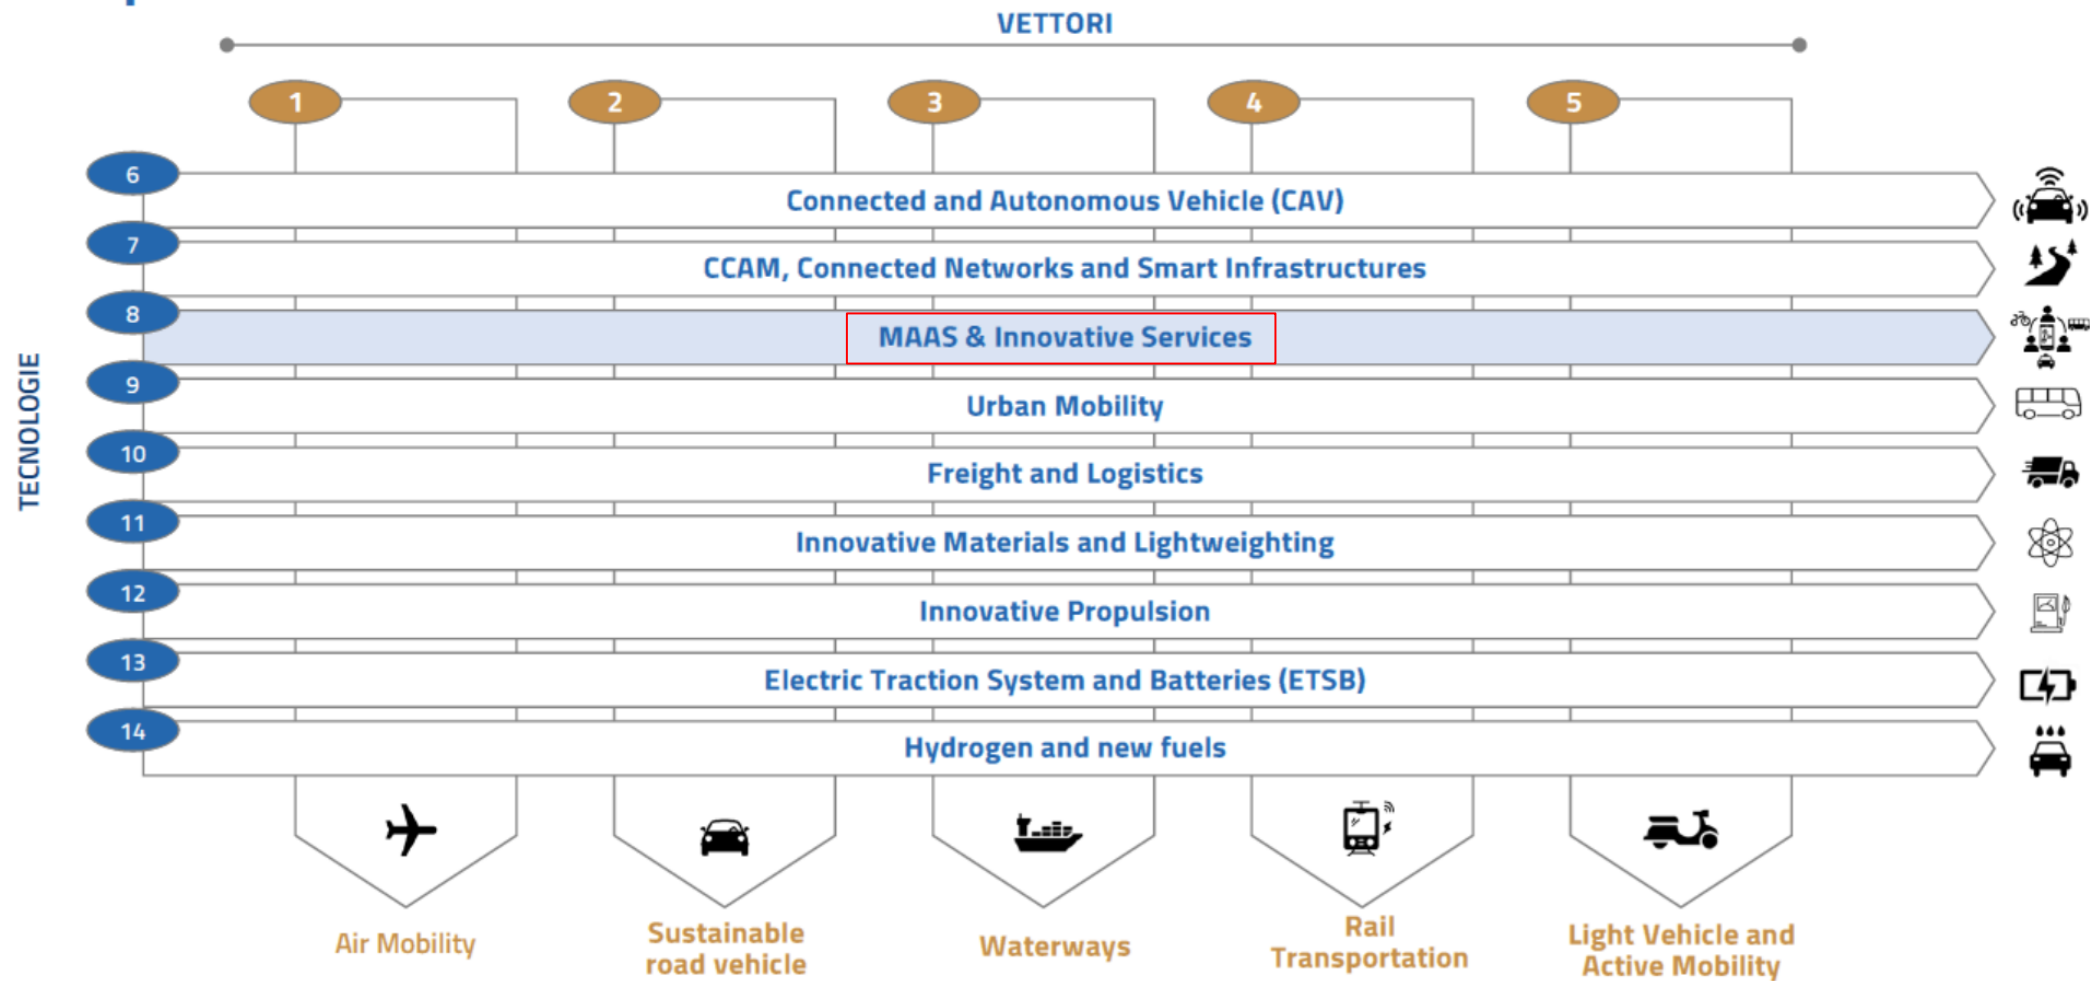 VETTORI
1
2
3
4
5
TECNOLOGIE
6
Connected and Autonomous Vehicle (CAV)
7
CCAM, Connected Networks and Smart Infrastructures
8
MAAS & Innovative Services
9
Urban Mobility
10
Freight and Logistics
11
Innovative Materials and Lightweighting
12
Innovative Propulsion
13
Electric Traction System and Batteries (ETSB)
14
Hydrogen and new fuels
Air Mobility
Sustainable
road vehicle
Waterways
Rail
Transportation
Light Vehicle and
Active Mobility